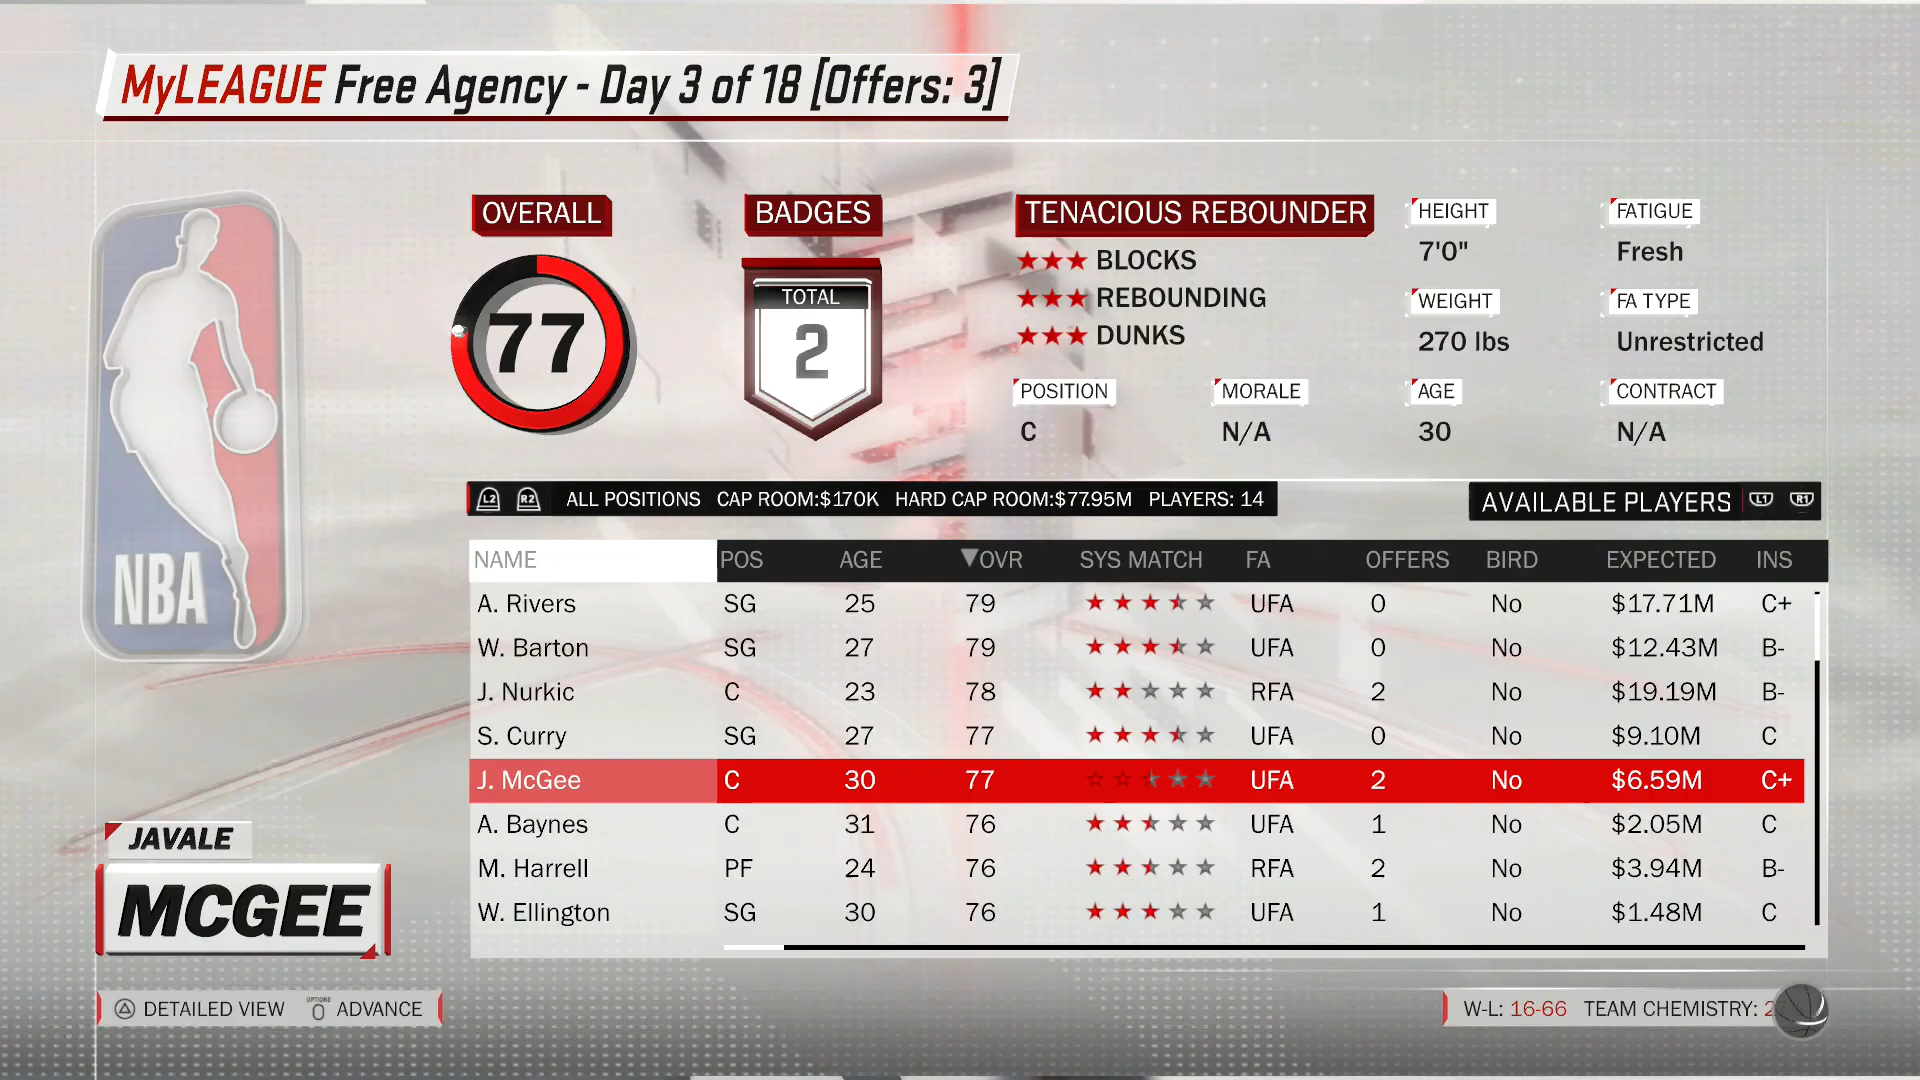 MyLEAGUE Free Agency - Day 3 of 18 [Offers: 3]
OVERALL
77
BADGES
TOTAL
2
TENACIOUS REBOUNDER
★★★ BLOCKS
★★★ REBOUNDING
★★★ DUNKS
POSITION
C
MORALE
N/A
HEIGHT
7'0"
WEIGHT
270 lbs
AGE
30
FATIGUE
Fresh
FA TYPE
Unrestricted
CONTRACT
N/A
NBA
L2 R2 ALL POSITIONS CAP ROOM:$170K HARD CAP ROOM:$77.95M PLAYERS: 14
AVAILABLE PLAYERS L1 R1
NAME POS AGE ▼OVR SYS MATCH FA OFFERS BIRD EXPECTED INS
A. Rivers SG 25 79 UFA 0 No $17.71M C+
W. Barton SG 27 79 UFA 0 No $12.43M B-
J. Nurkic C 23 78 RFA 2 No $19.19M B-
S. Curry SG 27 77 UFA 0 No $9.10M C
J. McGee C 30 77 UFA 2 No $6.59M C+
A. Baynes C 31 76 UFA 1 No $2.05M C
M. Harrell PF 24 76 RFA 2 No $3.94M B-
W. Ellington SG 30 76 UFA 1 No $1.48M C
JAVALE
MCGEE
DETAILED VIEW OPTIONS ADVANCE
W-L: 16-66 TEAM CHEMISTRY: